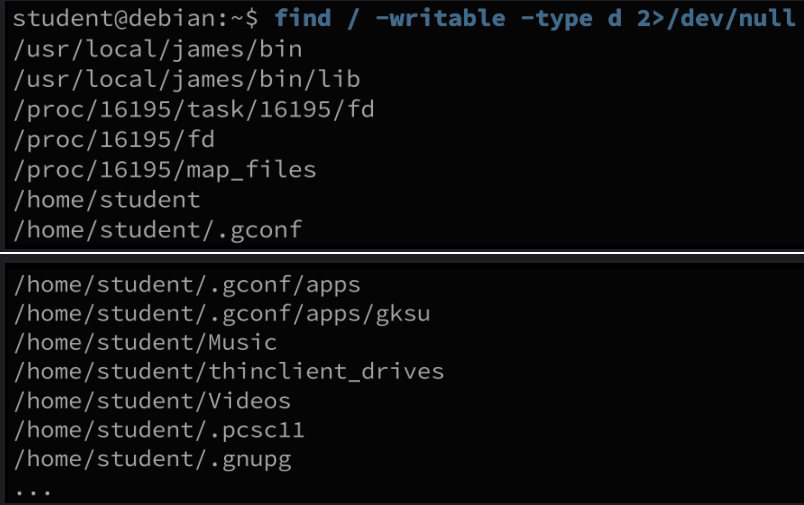 student@debian:~$ find / -writable -type d 2>/dev/null
/usr/local/james/bin
/usr/local/james/bin/lib
/proc/16195/task/16195/fd
/proc/16195/fd
/proc/16195/map_files
/home/student
/home/student/.gconf
/home/student/.gconf/apps
/home/student/.gconf/apps/gksu
/home/student/Music
/home/student/thinclient_drives
/home/student/Videos
/home/student/.pcsc11
/home/student/.gnupg
...